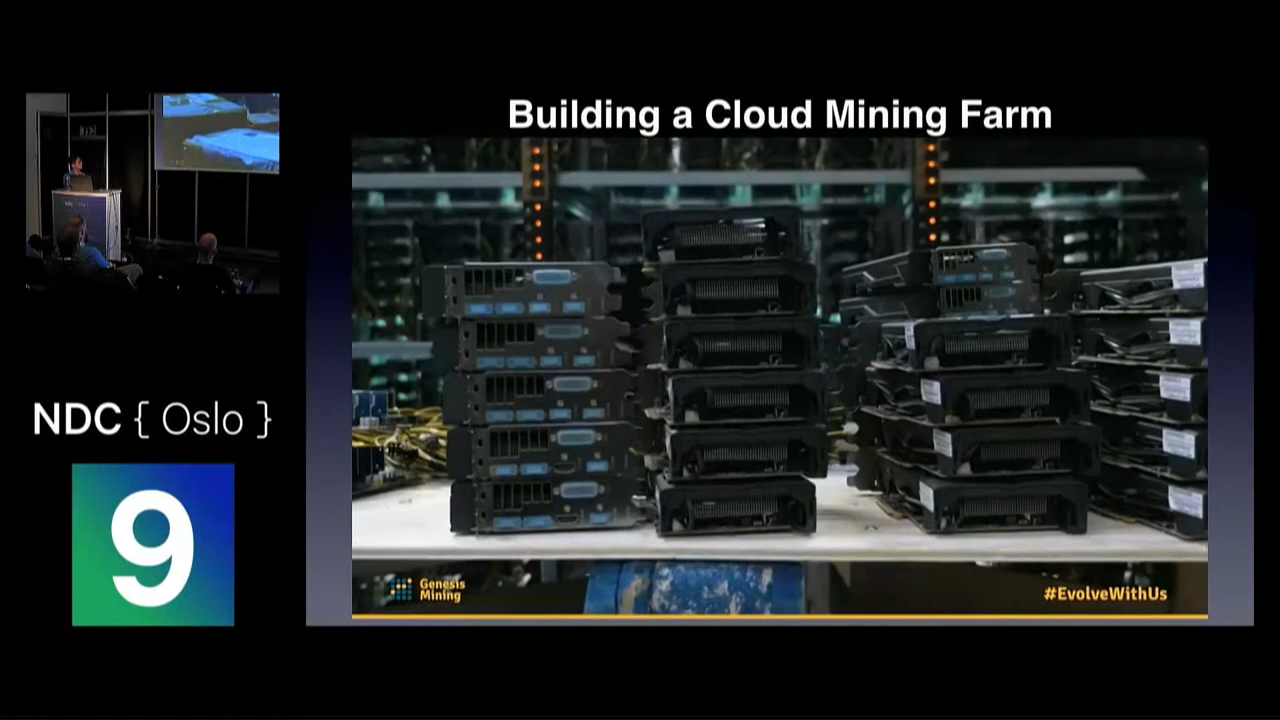 Building a Cloud Mining Farm
NDC { Oslo }
9
Genesis
Mining
#EvolveWithUs